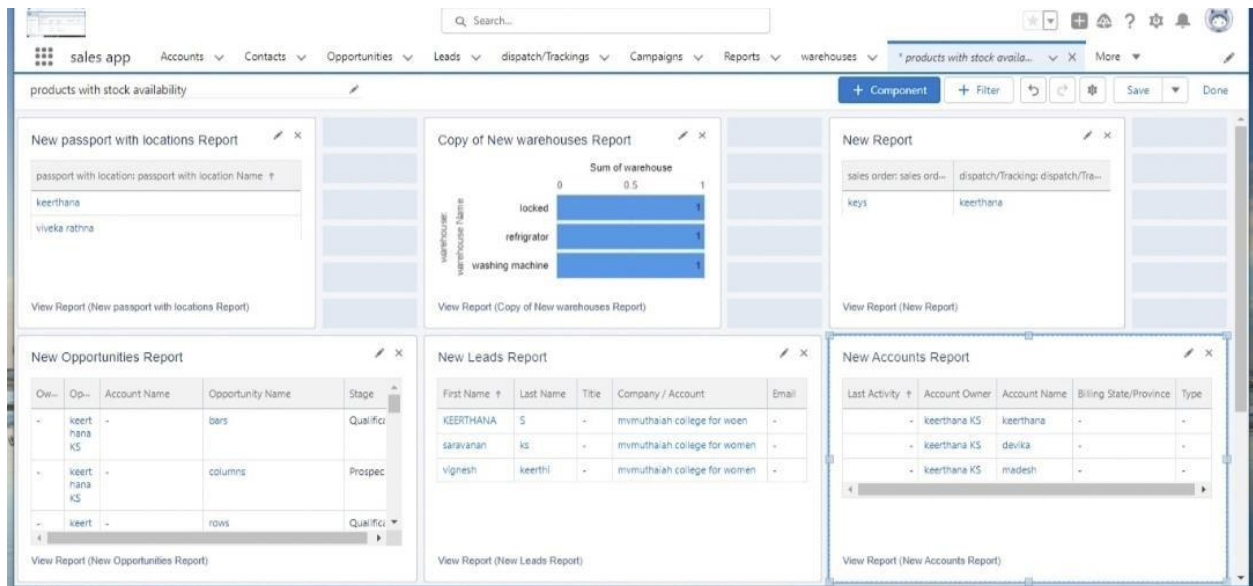 Search...
sales app Accounts Contacts Opportunities Leads dispatch/Trackings Campaigns Reports warehouses * products with stock availa... More
products with stock availability + Component + Filter Save Done
New passport with locations Report
passport with location: passport with location Name ↑
keerthana
viveka rathna
View Report (New passport with locations Report)
Copy of New warehouses Report
Sum of warehouse
0 0.5 1
warehouse: warehouse Name
locked 1
refrigrator 1
washing machine 1
View Report (Copy of New warehouses Report)
New Report
sales order: sales ord... dispatch/Tracking: dispatch/Tra...
keys keerthana
View Report (New Report)
New Opportunities Report
Ow... Op... Account Name Opportunity Name Stage
- keert hana KS - bars Qualifica
- keert hana KS - columns Prospec
- keert - rows Qualifica
View Report (New Opportunities Report)
New Leads Report
First Name ↑ Last Name Title Company / Account Email
KEERTHANA S - mvmuthaiah college for woen -
saravanan ks - mvmuthaiah college for women -
vignesh keerthi - mvmuthaiah college for women -
View Report (New Leads Report)
New Accounts Report
Last Activity ↑ Account Owner Account Name Billing State/Province Type
- keerthana KS keerthana - -
- keerthana KS devika - -
- keerthana KS madesh - -
View Report (New Accounts Report)